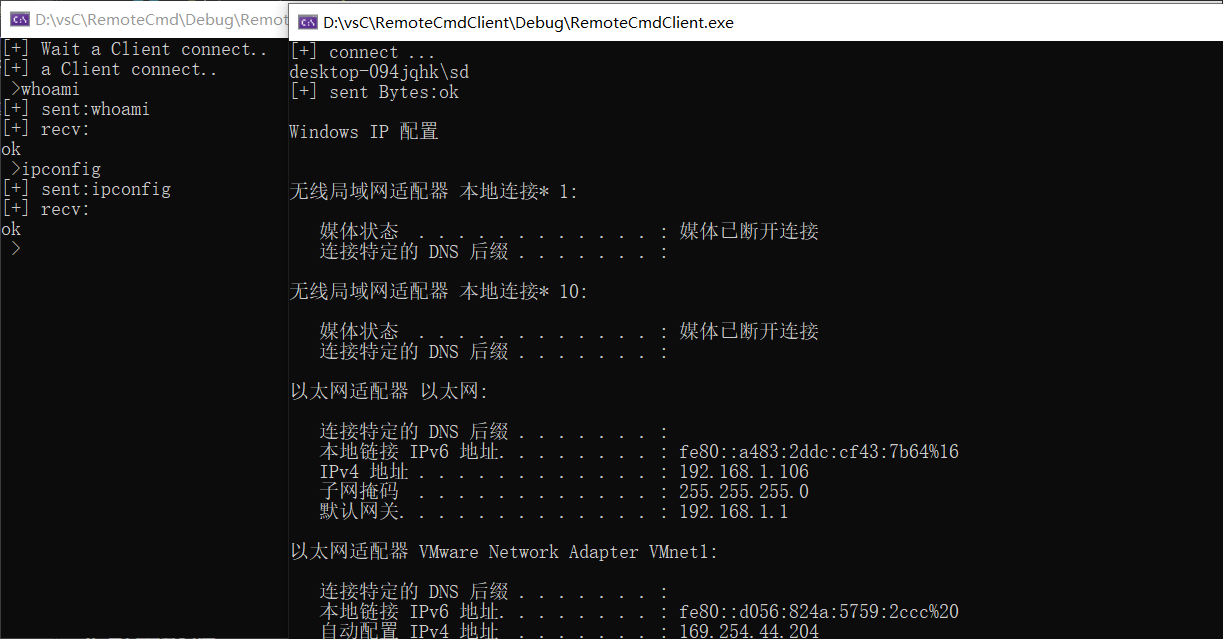 D:\vsC\RemoteCmd\Debug\Remot
[+] Wait a Client connect..
[+] a Client connect..
>whoami
[+] sent:whoami
[+] recv:
ok
>ipconfig
[+] sent:ipconfig
[+] recv:
ok
>
D:\vsC\RemoteCmdClient\Debug\RemoteCmdClient.exe
[+] connect ...
desktop-094jqhk\sd
[+] sent Bytes:ok
Windows IP 配置
无线局域网适配器 本地连接* 1:
媒体状态  . . . . . . . . . . . . : 媒体已断开连接
连接特定的 DNS 后缀 . . . . . . . :
无线局域网适配器 本地连接* 10:
媒体状态  . . . . . . . . . . . . : 媒体已断开连接
连接特定的 DNS 后缀 . . . . . . . :
以太网适配器 以太网:
连接特定的 DNS 后缀 . . . . . . . :
本地链接 IPv6 地址. . . . . . . . : fe80::a483:2ddc:cf43:7b64%16
IPv4 地址 . . . . . . . . . . . . : 192.168.1.106
子网掩码  . . . . . . . . . . . . : 255.255.255.0
默认网关. . . . . . . . . . . . . : 192.168.1.1
以太网适配器 VMware Network Adapter VMnet1:
连接特定的 DNS 后缀 . . . . . . . :
本地链接 IPv6 地址. . . . . . . . : fe80::d056:824a:5759:2ccc%20
自动配置 IPv4 地址  . . . . . . . : 169.254.44.204